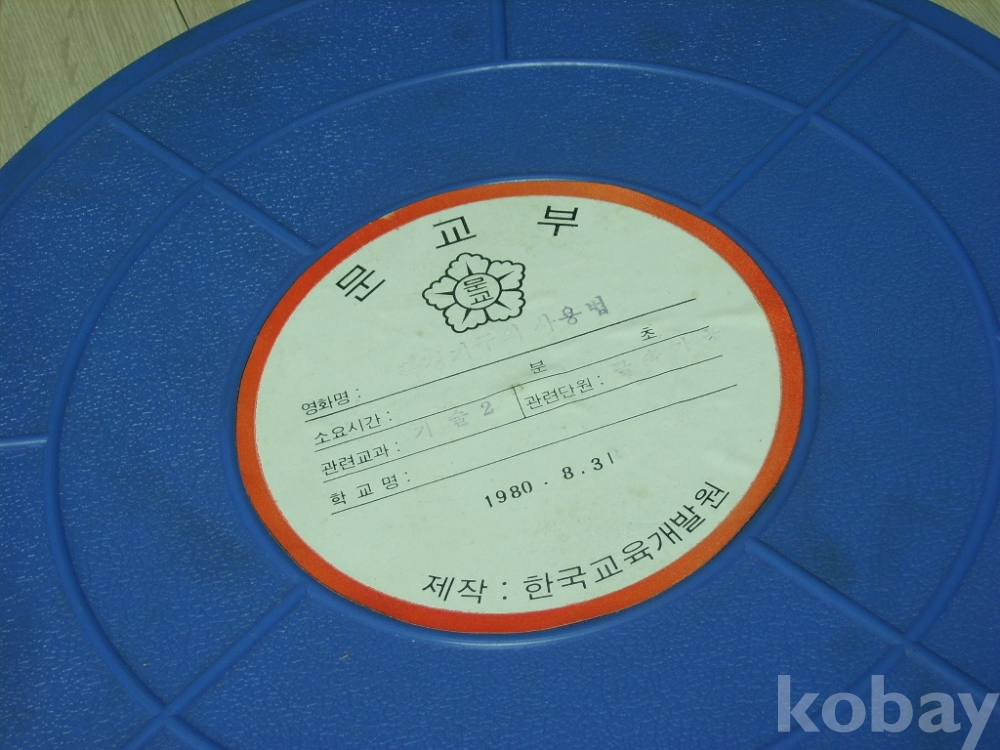 문교부
문교
영화명 : 사용법
소요시간 : 분 초
관련교과 : 기술2 관련단원 :
학교명 :
1980 . 8 . 31
제작 : 한국교육개발원
kobay